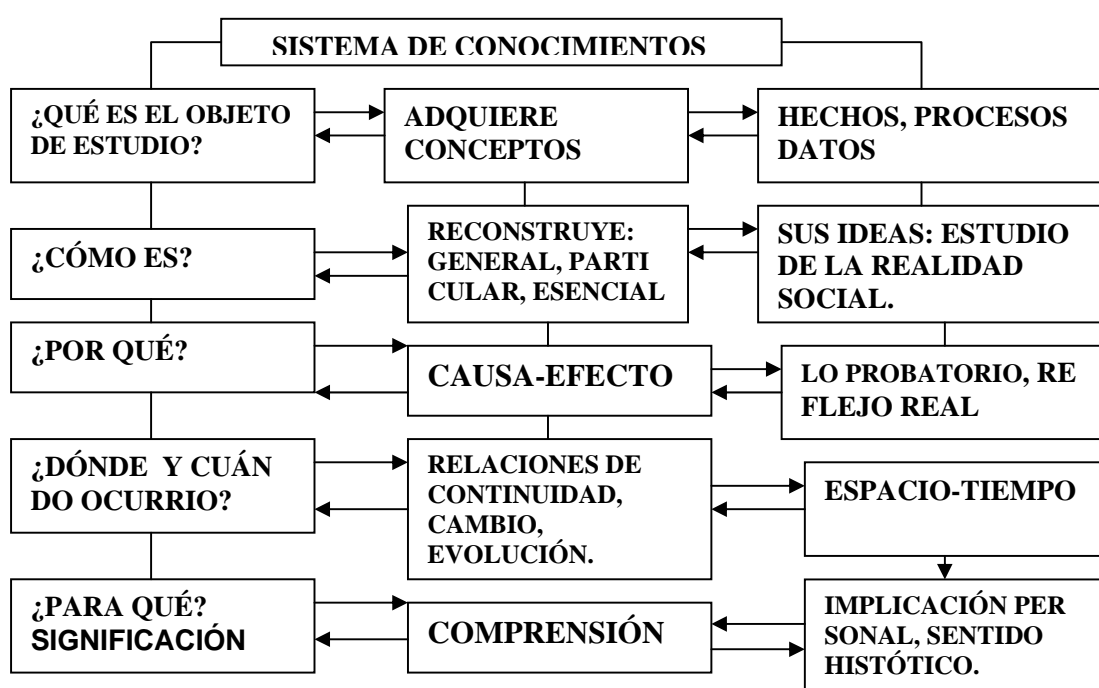 SISTEMA DE CONOCIMIENTOS
¿QUÉ ES EL OBJETO
DE ESTUDIO?
ADQUIERE
CONCEPTOS
HECHOS, PROCESOS
DATOS
¿CÓMO ES?
RECONSTRUYE:
GENERAL, PARTI
CULAR, ESENCIAL
SUS IDEAS: ESTUDIO
DE LA REALIDAD
SOCIAL.
¿POR QUÉ?
CAUSA-EFECTO
LO PROBATORIO, RE
FLEJO REAL
¿DÓNDE Y CUÁN
DO OCURRIO?
RELACIONES DE
CONTINUIDAD,
CAMBIO,
EVOLUCIÓN.
ESPACIO-TIEMPO
¿PARA QUÉ?
SIGNIFICACIÓN
COMPRENSIÓN
IMPLICACIÓN PER
SONAL, SENTIDO
HISTÓTICO.